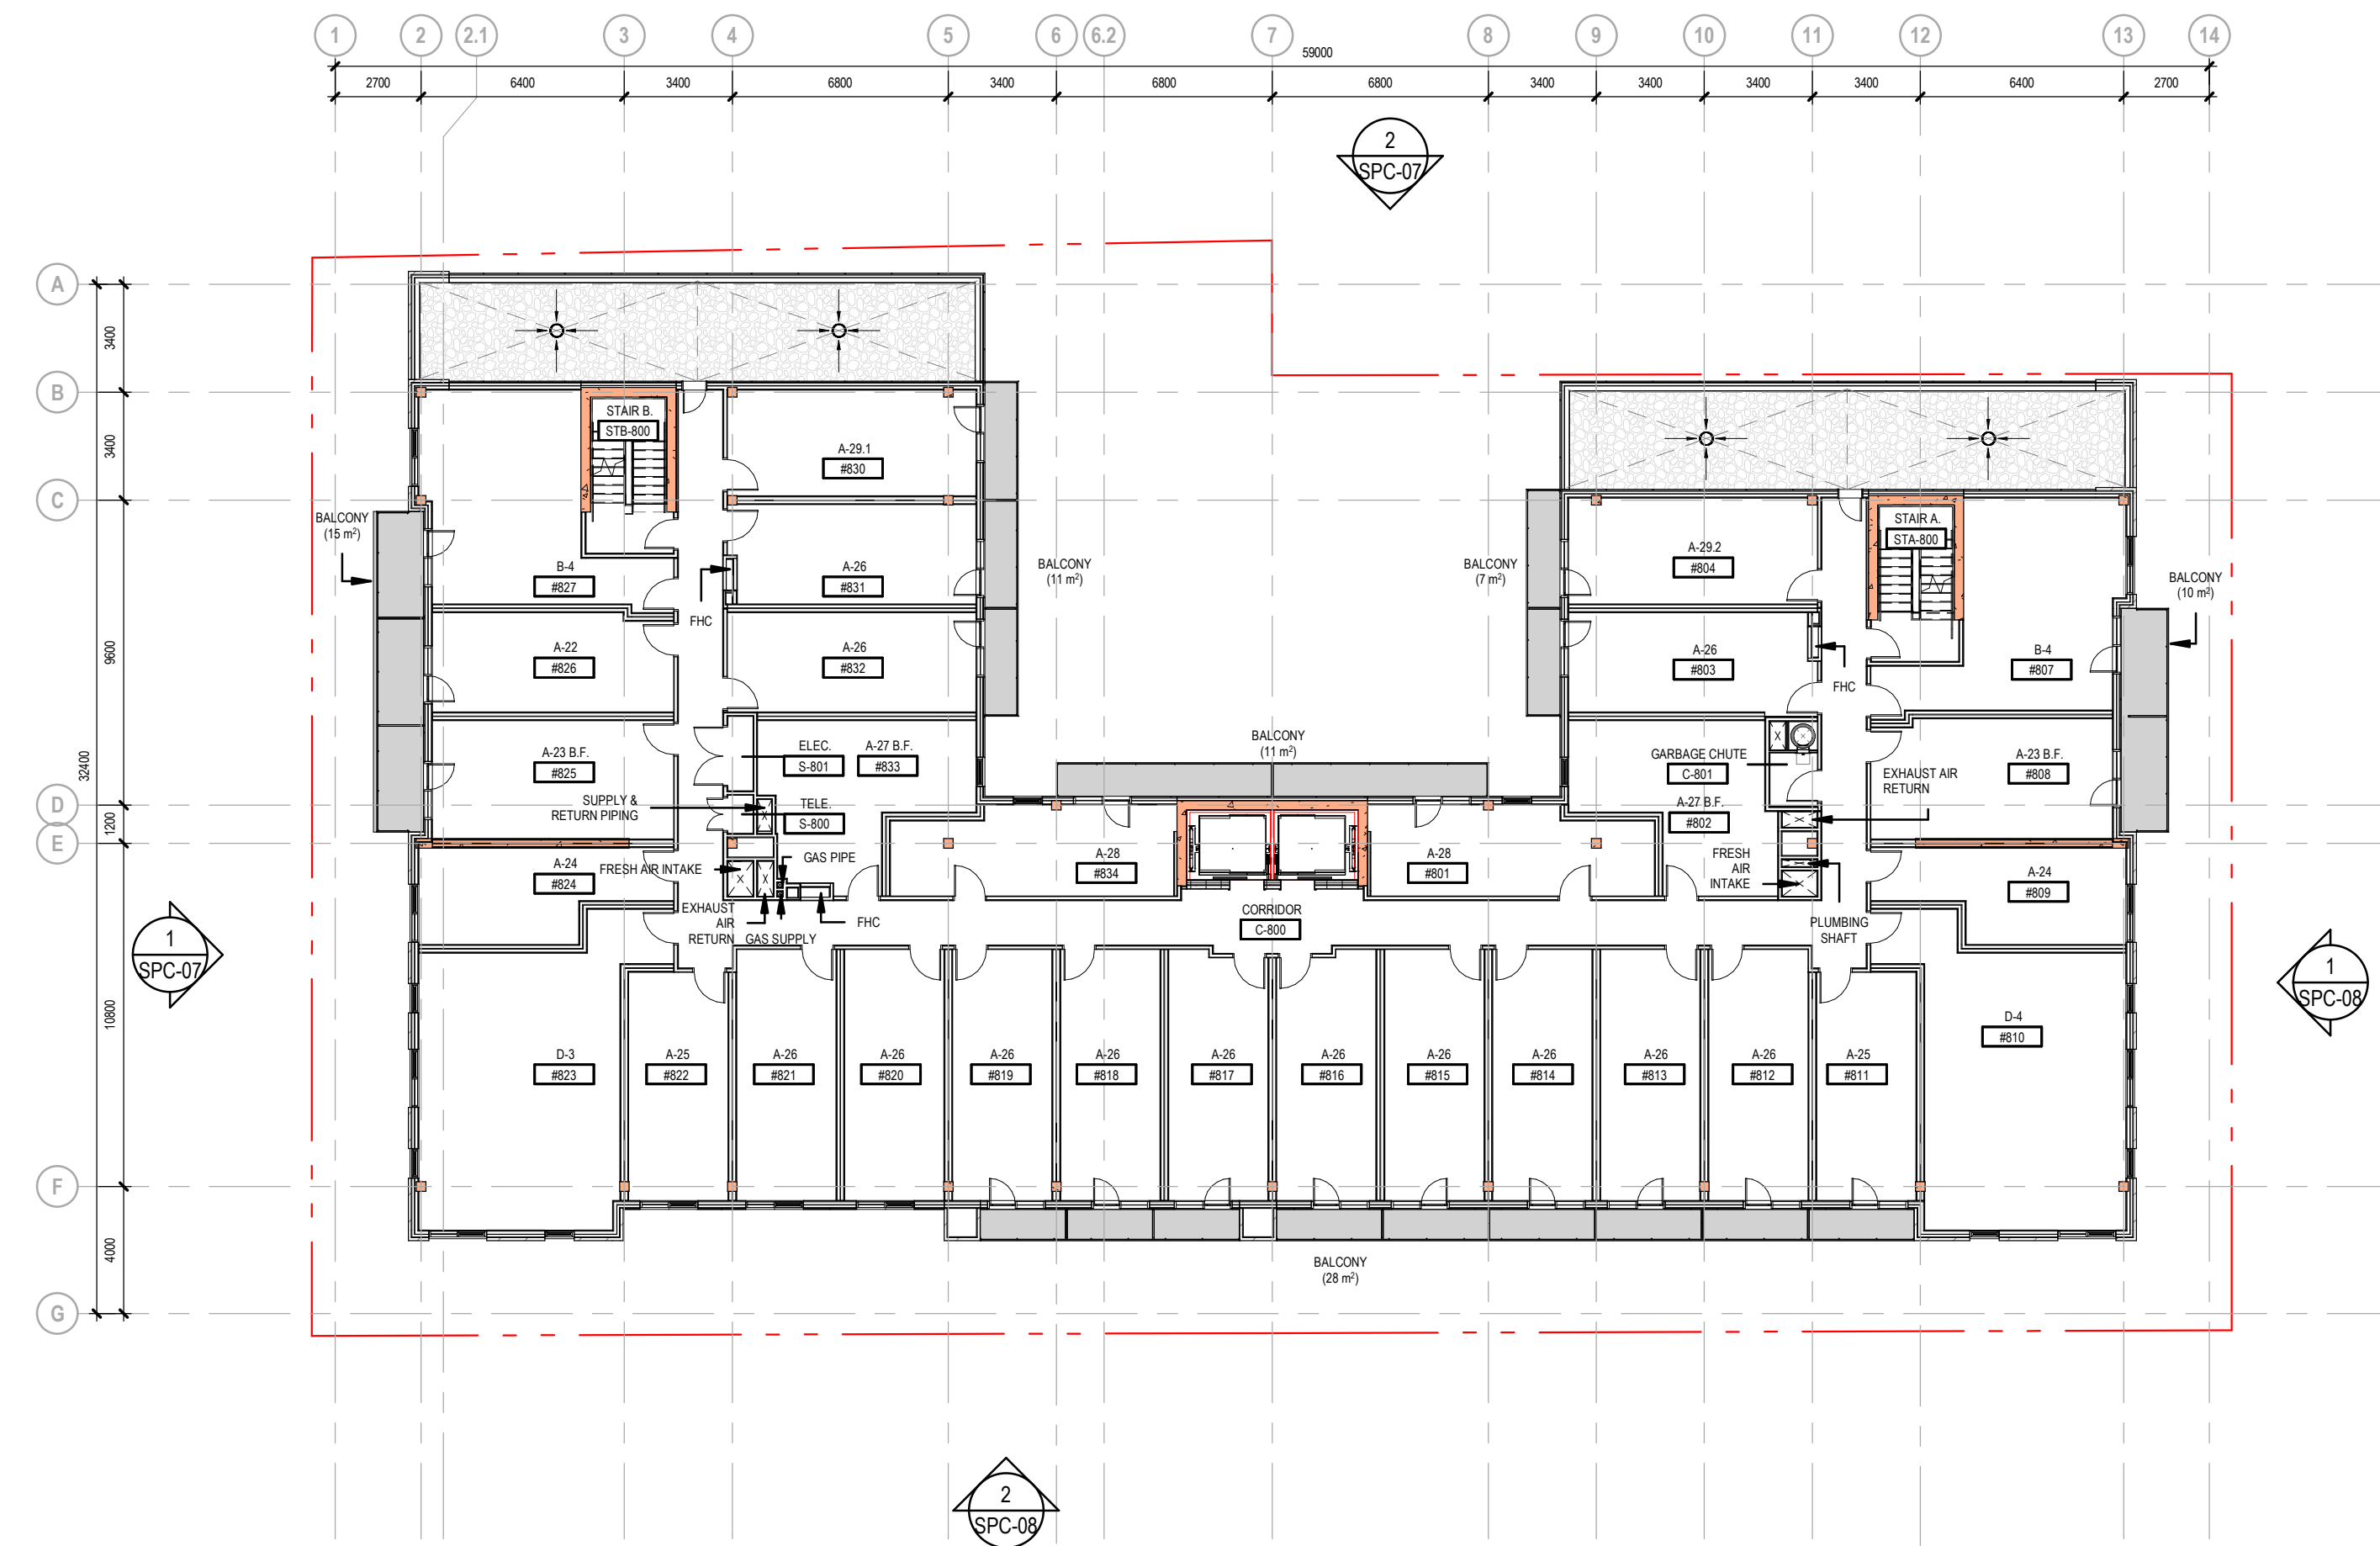 1 2 2.1 3 4 5 6 6.2 7 8 9 10 11 12 13 14
59000
2700 6400 3400 6800 3400 6800 6800 3400 3400 3400 3400 6400 2700
2
SPC-07
A
B
C
D
E
F
G
3400
3400
9600
32400
1200
10800
4000
STAIR B.
STB-800
A-29.1
#830
BALCONY
(15 m²)
B-4
#827
FHC
A-26
#831
BALCONY
(11 m²)
A-22
#826
A-26
#832
A-23 B.F.
#825
ELEC.
S-801
A-27 B.F.
#833
SUPPLY &
RETURN PIPING
TELE.
S-800
A-24
#824
FRESH AIR INTAKE
GAS PIPE
EXHAUST
AIR
RETURN
GAS SUPPLY
FHC
BALCONY
(11 m²)
A-28
#834
A-28
#801
CORRIDOR
C-800
BALCONY
(7 m²)
A-29.2
#804
STAIR A.
STA-800
BALCONY
(10 m²)
A-26
#803
FHC
B-4
#807
GARBAGE CHUTE
C-801
EXHAUST AIR
RETURN
A-23 B.F.
#808
A-27 B.F.
#802
FRESH
AIR
INTAKE
A-24
#809
PLUMBING
SHAFT
1
SPC-07
1
SPC-08
D-3
#823
A-25
#822
A-26
#821
A-26
#820
A-26
#819
A-26
#818
A-26
#817
A-26
#816
A-26
#815
A-26
#814
A-26
#813
A-26
#812
A-25
#811
D-4
#810
BALCONY
(28 m²)
2
SPC-08